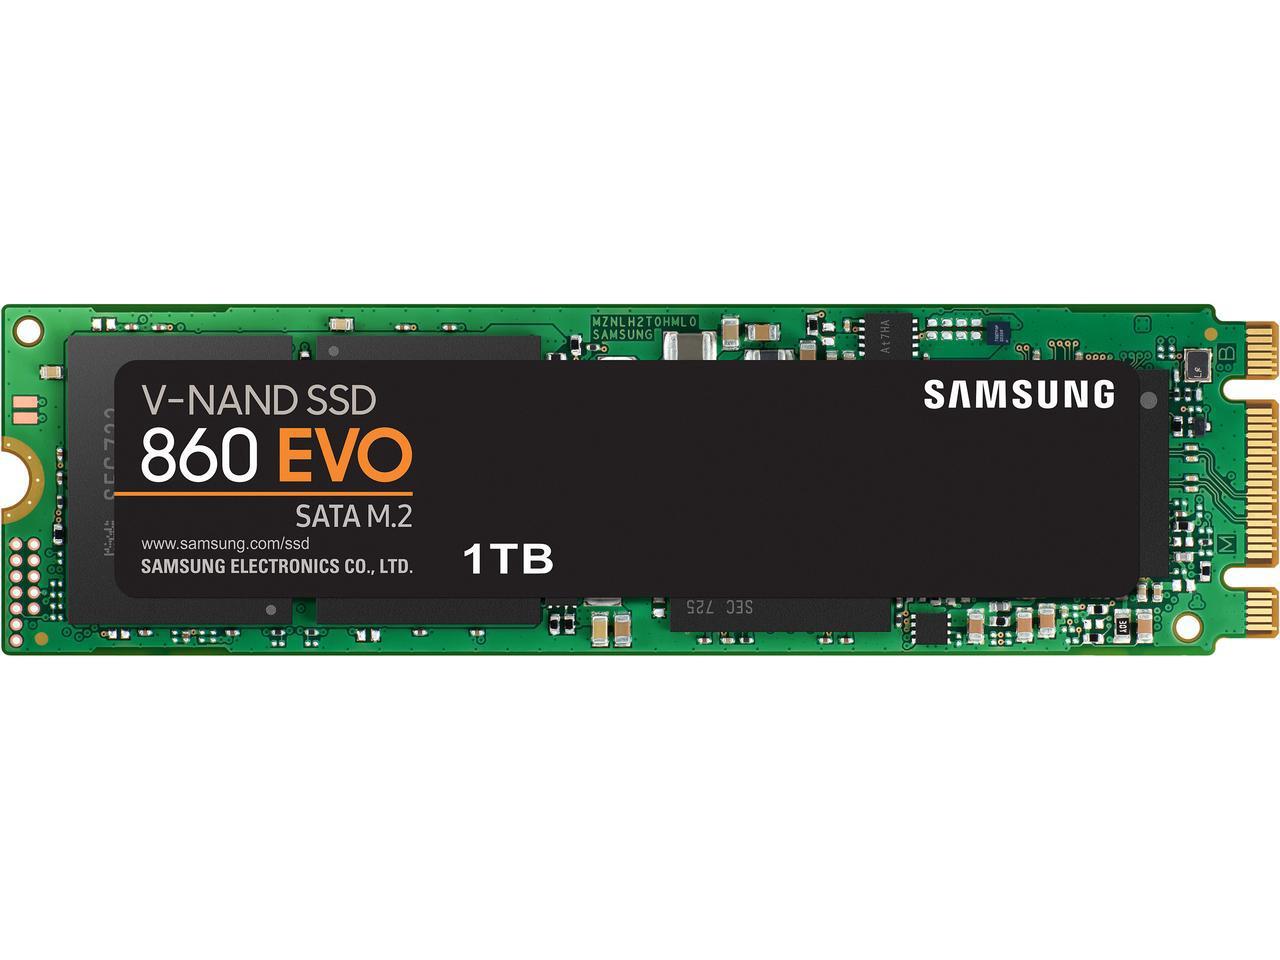 MZNLH2T0HML0
SAMSUNG
At7HA
V-NAND SSD
860 EVO
SATA M.2
www.samsung.com/ssd
SAMSUNG ELECTRONICS CO., LTD.
1TB
SAMSUNG
B
M
SEC 725